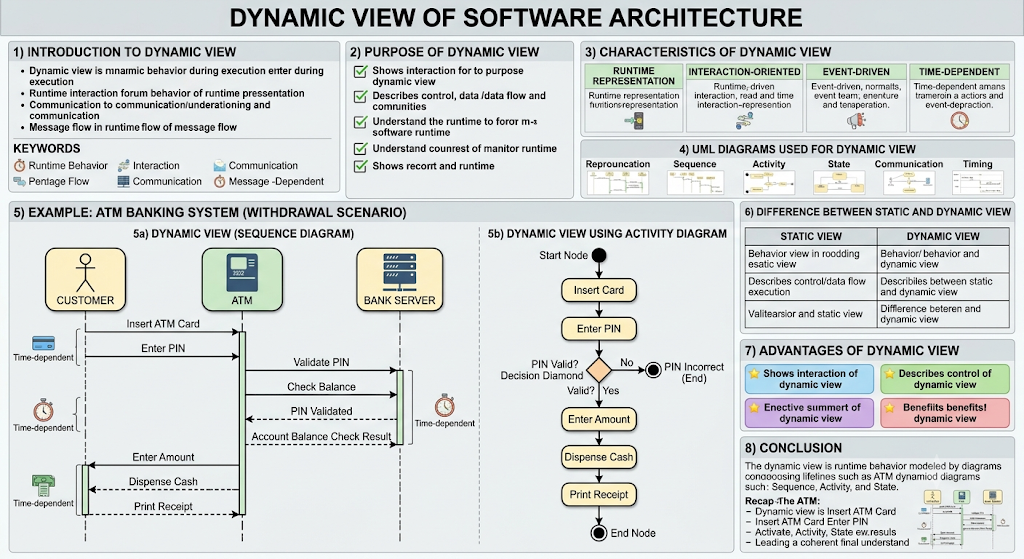 DYNAMIC VIEW OF SOFTWARE ARCHITECTURE
1) INTRODUCTION TO DYNAMIC VIEW
• Dynamic view is mnarnic behavior during execution enter during
execution
• Runtime interaction forum behavior of runtime presentation
• Communication to communication/underationing and
communication
• Message flow in runtime flow of message flow
KEYWORDS
Runtime Behavior
Interaction
Communication
Pentage Flow
Communication
Message -Dependent
2) PURPOSE OF DYNAMIC VIEW
Shows interaction for to purpose
dynamic view
Describes control, data /data flow and
comrunities
Understand the runtime to foror m-s
software runtime
Understand counrest of manitor runtime
Shows recort and runtime
3) CHARACTERISTICS OF DYNAMIC VIEW
RUNTIME
REPRESENTATION
Runtime representation
funtions-representation
INTERACTION-ORIENTED
Runtime, driven
interaction, read and time
interaction-represention
EVENT-DRIVEN
Event-driven, normats,
event team, enenture
and tenaperation.
TIME-DEPENDENT
Time-dependent amans
trameroin a actiors and
event-depraction.
4) UML DIAGRAMS USED FOR DYNAMIC VIEW
Reprouncation
Sequence
Activity
State
Communication
Timing
5) EXAMPLE: ATM BANKING SYSTEM (WITHDRAWAL SCENARIO)
5a) DYNAMIC VIEW (SEQUENCE DIAGRAM)
CUSTOMER
ATM
BANK SERVER
Insert ATM Card
Time-dependent
Enter PIN
Validate PIN
Check Balance
PIN Validated
Time-dependent
Time-dependent
Account Balance Check Result
Enter Amount
Dispense Cash
Time-dependent
Print Receipt
5b) DYNAMIC VIEW USING ACTIVITY DIAGRAM
Start Node
Insert Card
Enter PIN
PIN Valid?
Decision Diamond
No
PIN Incorrect
(End)
Valid?
Yes
Enter Amount
Dispense Cash
Print Receipt
End Node
6) DIFFERENCE BETWEEN STATIC AND DYNAMIC VIEW
STATIC VIEW
DYNAMIC VIEW
Behavior view in roodding
esatic view
Behavior/ behavior and
dynamic view
Describes control/data flow
execution
Describiles between static
and dynamic view
Valitearsior and static view
Difference beteren and
dynamic view
7) ADVANTAGES OF DYNAMIC VIEW
Shows interaction of
dynamic view
Describes control of
dynamic view
Enective summert of
dynamic view
Benefiits benefits!
dynamic view
8) CONCLUSION
The dynamic view is runtime behavior modeled by diagrams
lifelines such as ATM dynamiod diagrams
such: Sequence, Activity, and State.
Recap-The ATM:
– Dynamic view is Insert ATM Card
– Insert ATM Card Enter PIN
– Activate, Activity, State ew.resuls
– Leading a coherent final understand